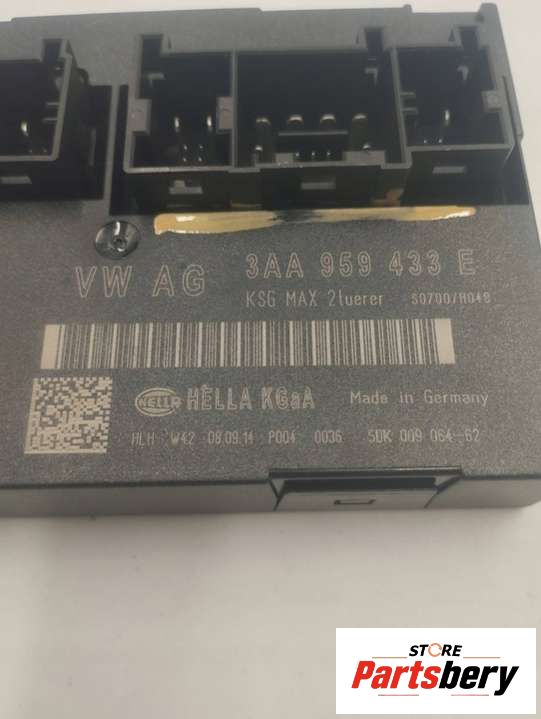 VW AG 3AA 959 433 E
KSG MAX 2luerer S0700/H048
HELLA HELLA KGaA Made in Germany
HLH W42 08.09.14 P004 0036 5DK 009 064-62
STORE
Partsbery